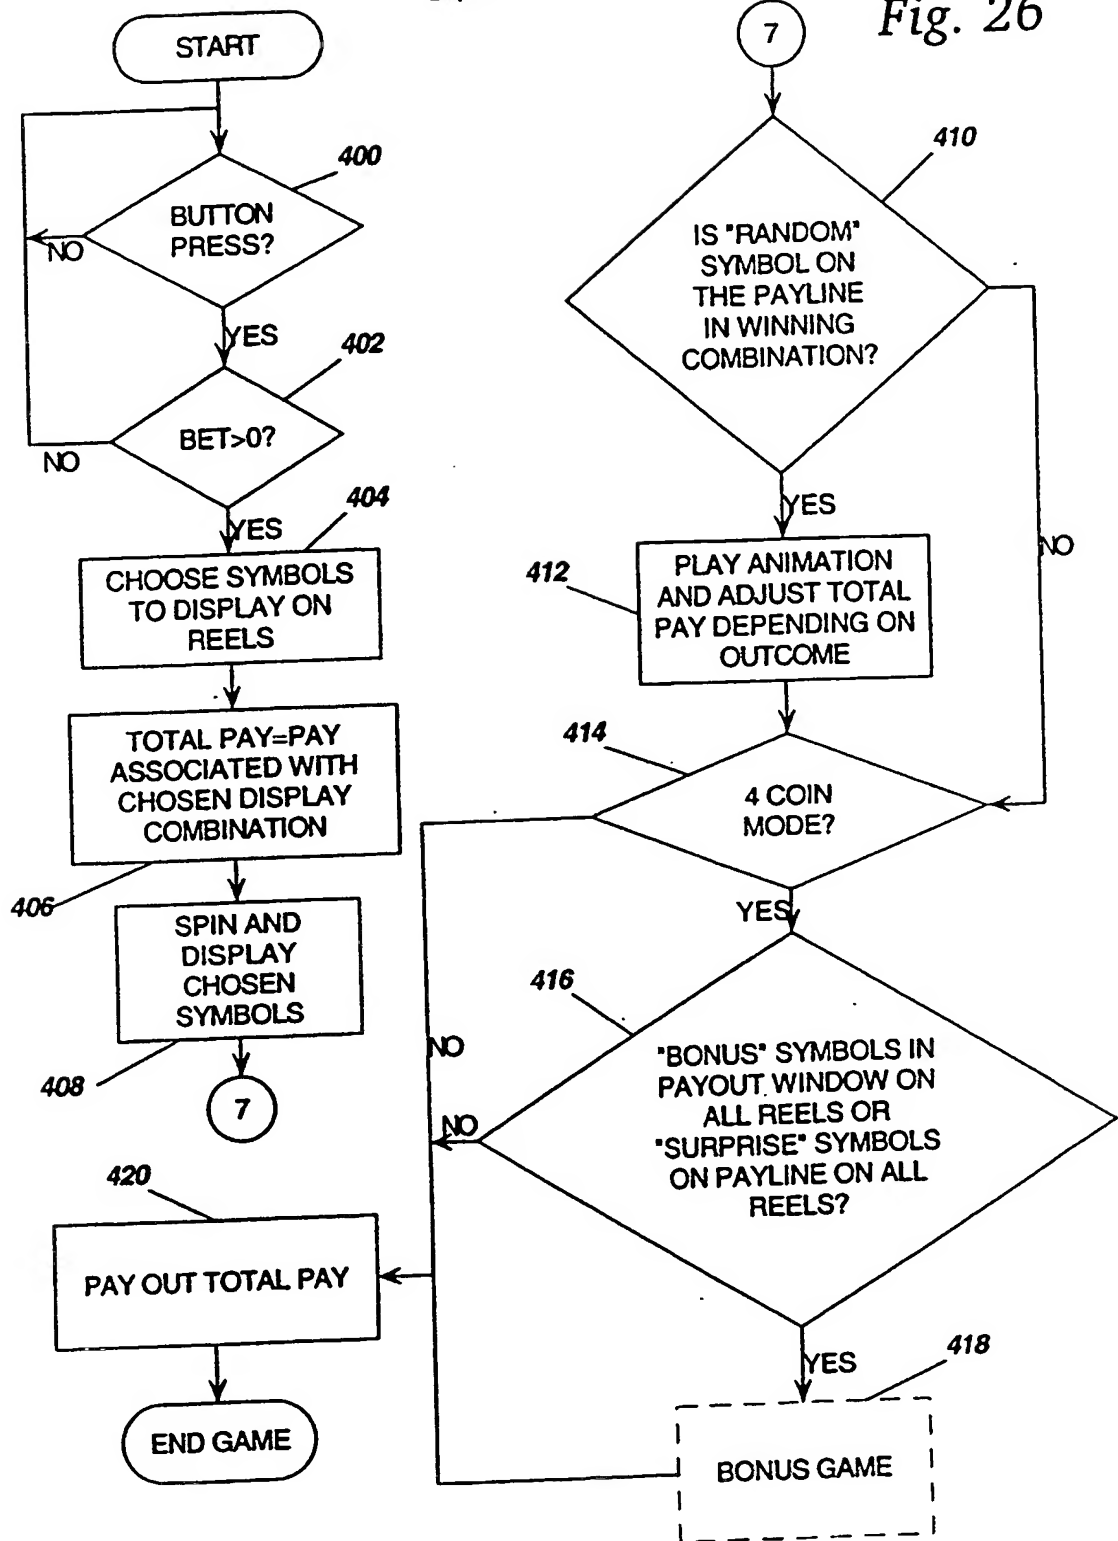 Fig. 26
START
400
BUTTON
PRESS?
NO
YES
402
BET>0?
NO
YES
404
CHOOSE SYMBOLS
TO DISPLAY ON
REELS
TOTAL PAY=PAY
ASSOCIATED WITH
CHOSEN DISPLAY
COMBINATION
406
SPIN AND
DISPLAY
CHOSEN
SYMBOLS
408
7
7
410
IS "RANDOM"
SYMBOL ON
THE PAYLINE
IN WINNING
COMBINATION?
NO
YES
412
PLAY ANIMATION
AND ADJUST TOTAL
PAY DEPENDING ON
OUTCOME
414
4 COIN
MODE?
NO
YES
416
"BONUS" SYMBOLS IN
PAYOUT WINDOW ON
ALL REELS OR
"SURPRISE" SYMBOLS
ON PAYLINE ON ALL
REELS?
NO
YES
418
BONUS GAME
420
PAY OUT TOTAL PAY
END GAME